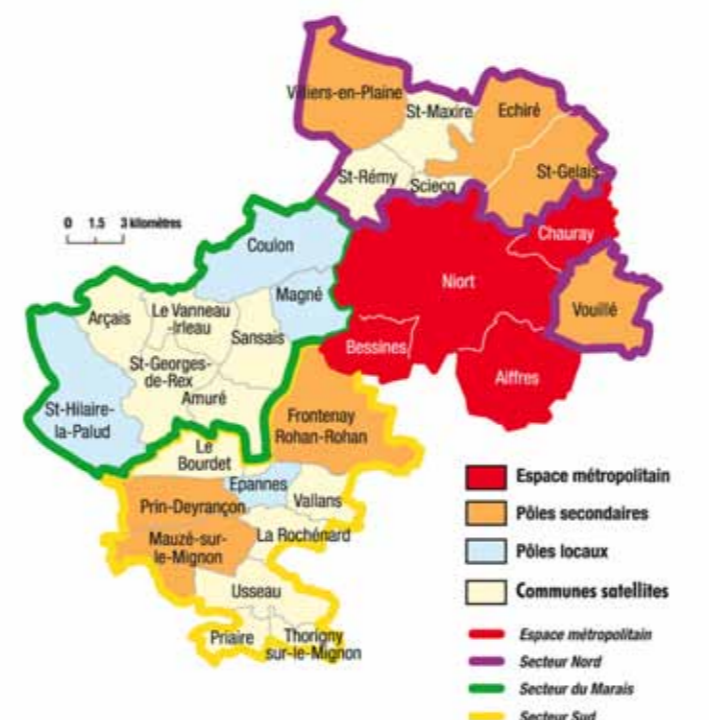 Villiers-en-Plaine
St-Maxire
Echiré
St-Rémy
Sciecq
St-Gelais
0 1.5 3 kilomètres
Coulon
Chauray
Magné
Niort
Vouillé
Arçais
Le Vanneau
-Irleau
Sansais
Bessines
St-Georges-
de-Rex
Amuré
Aiffres
St-Hilaire-
la-Palud
Frontenay
Rohan-Rohan
Le
Bourdet
Epannes
Vallans
Prin-Deyrançon
La Rochénard
Mauzé-sur-
le-Mignon
Usseau
Priaire
Thorigny
sur-le-Mignon
Espace métropolitain
Pôles secondaires
Pôles locaux
Communes satellites
Espace métropolitain
Secteur Nord
Secteur du Marais
Secteur Sud